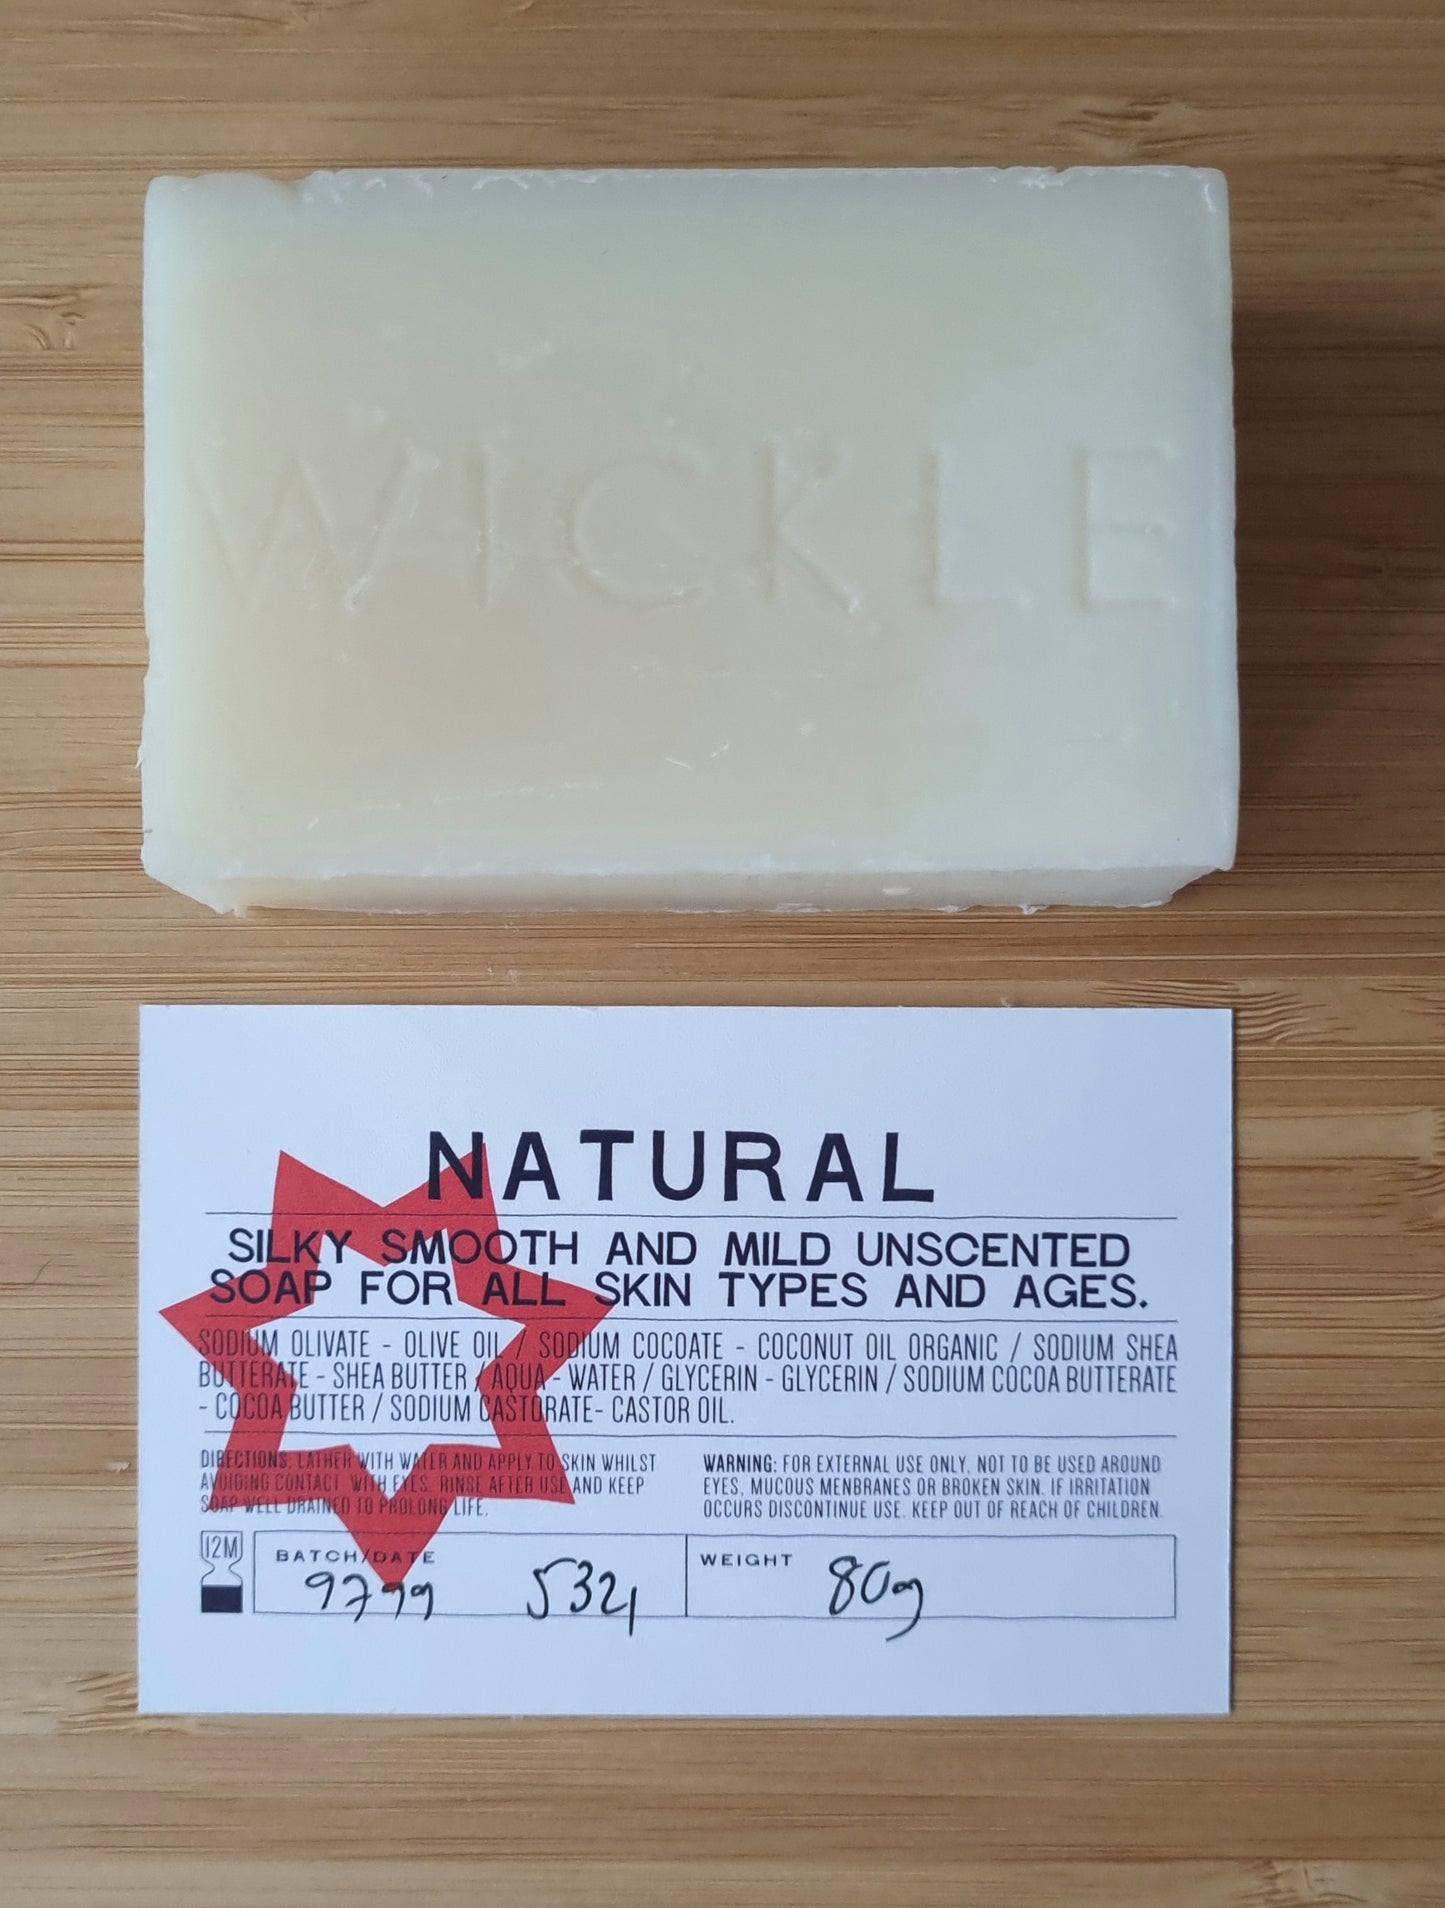 WICKLE
NATURAL
SILKY SMOOTH AND MILD UNSCENTED
SOAP FOR ALL SKIN TYPES AND AGES.
SODIUM OLIVATE - OLIVE OIL / SODIUM COCOATE - COCONUT OIL ORGANIC / SODIUM SHEA
BUTTERATE - SHEA BUTTER / AQUA - WATER / GLYCERIN - GLYCERIN / SODIUM COCOA BUTTERATE
- COCOA BUTTER / SODIUM CASTORATE- CASTOR OIL.
DIRECTIONS: LATHER WITH WATER AND APPLY TO SKIN WHILST
AVOIDING CONTACT WITH EYES. RINSE AFTER USE AND KEEP
SOAP WELL DRAINED TO PROLONG LIFE.
WARNING: FOR EXTERNAL USE ONLY. NOT TO BE USED AROUND
EYES, MUCOUS MENBRANES OR BROKEN SKIN. IF IRRITATION
OCCURS DISCONTINUE USE. KEEP OUT OF REACH OF CHILDREN.
12M
BATCH/DATE
9799 5321
WEIGHT 80g